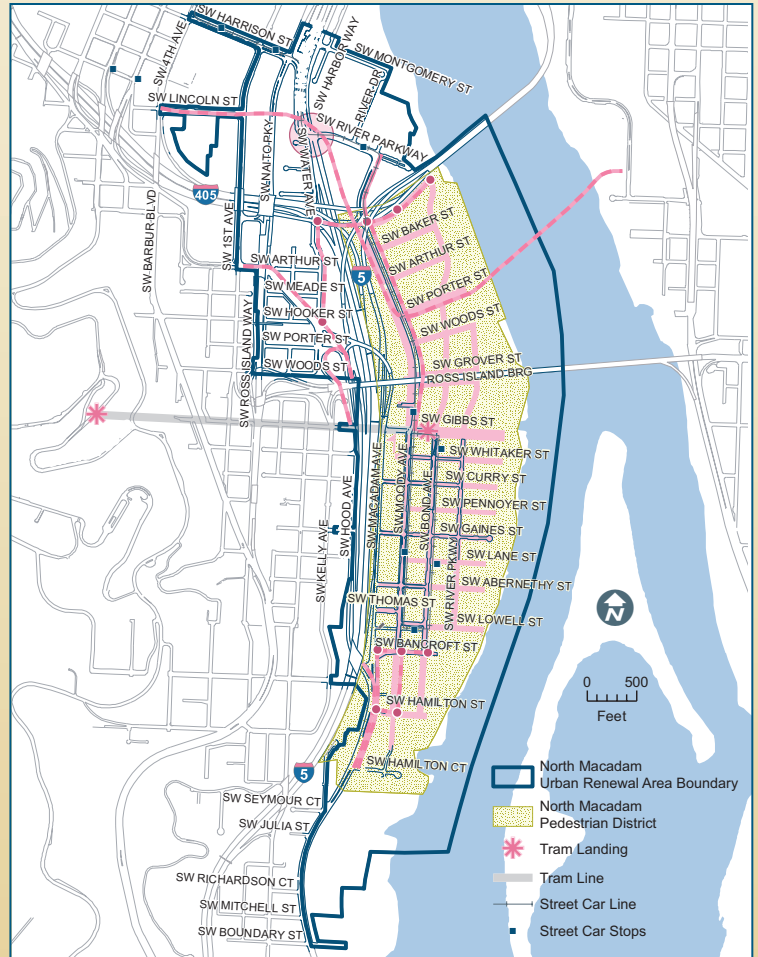 SW HARRISON ST
SW 4TH AVE
SW HARBOR WAY
SW MONTGOMERY ST
RIVER DR
SW LINCOLN ST
SW RIVER PARKWAY
SW NAITO PKY
SW WATER AVE
405
SW BARBUR BLVD
SW 1ST AVE
SW BAKER ST
SW ARTHUR ST
SW ARTHUR ST
5
SW MEADE ST
SW PORTER ST
SW HOOKER ST
SW WOODS ST
SW PORTER ST
SW ROSS ISLAND WAY
SW WOODS ST
SW GROVER ST
ROSS ISLAND BRG
SW GIBBS ST
SW WHITAKER ST
SW CURRY ST
SW PENNOYER ST
SW GAINES ST
SW LANE ST
SW ABERNETHY ST
SW KELLY AVE
SW HOOD AVE
SW MACADAM AVE
SW MOODY AVE
SW BOND AVE
SW RIVER PKWY
SW THOMAS ST
SW LOWELL ST
SW BANCROFT ST
N
0 500
Feet
SW HAMILTON ST
SW HAMILTON CT
5
SW SEYMOUR CT
SW JULIA ST
SW RICHARDSON CT
SW MITCHELL ST
SW BOUNDARY ST
North Macadam
Urban Renewal Area Boundary
North Macadam
Pedestrian District
Tram Landing
Tram Line
Street Car Line
Street Car Stops